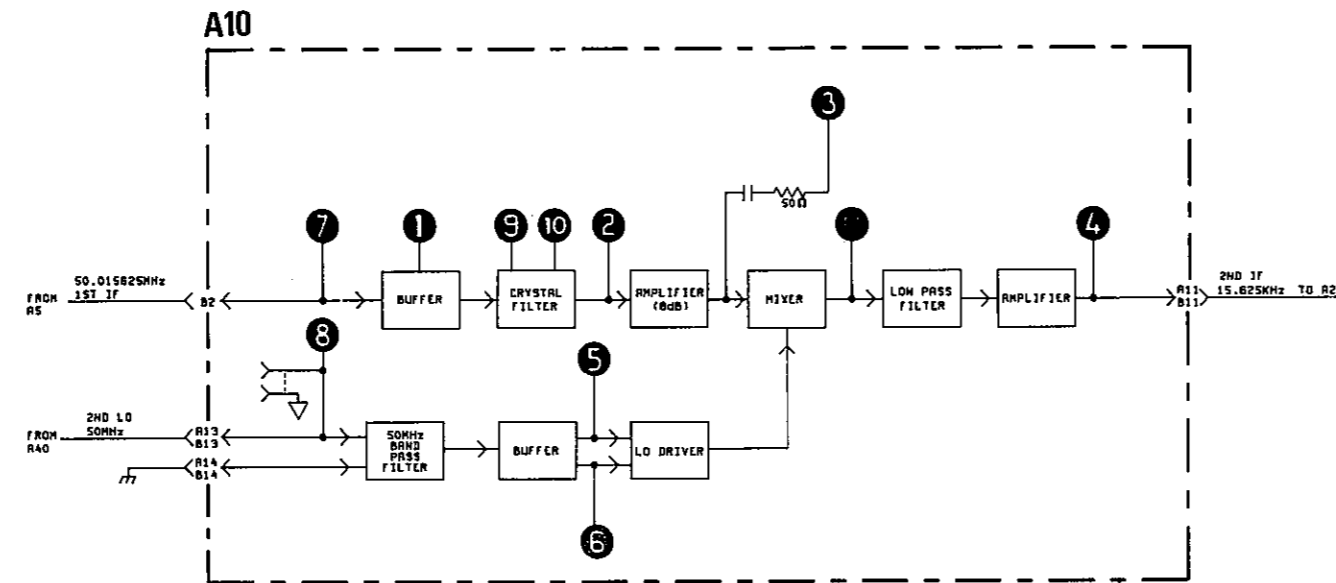 A10
3
50Ω
7
1
9
10
2
4
50.015625MHz
1ST IF
FROM
A5
B2
BUFFER
CRYSTAL
FILTER
AMPLIFIER
(8dB)
MIXER
LOW PASS
FILTER
AMPLIFIER
A11
B11
2ND IF
15.625KHz TO A2
8
5
2ND LO
50MHz
FROM
A40
A13
B13
A14
B14
50MHz
BAND
PASS
FILTER
BUFFER
LO DRIVER
6